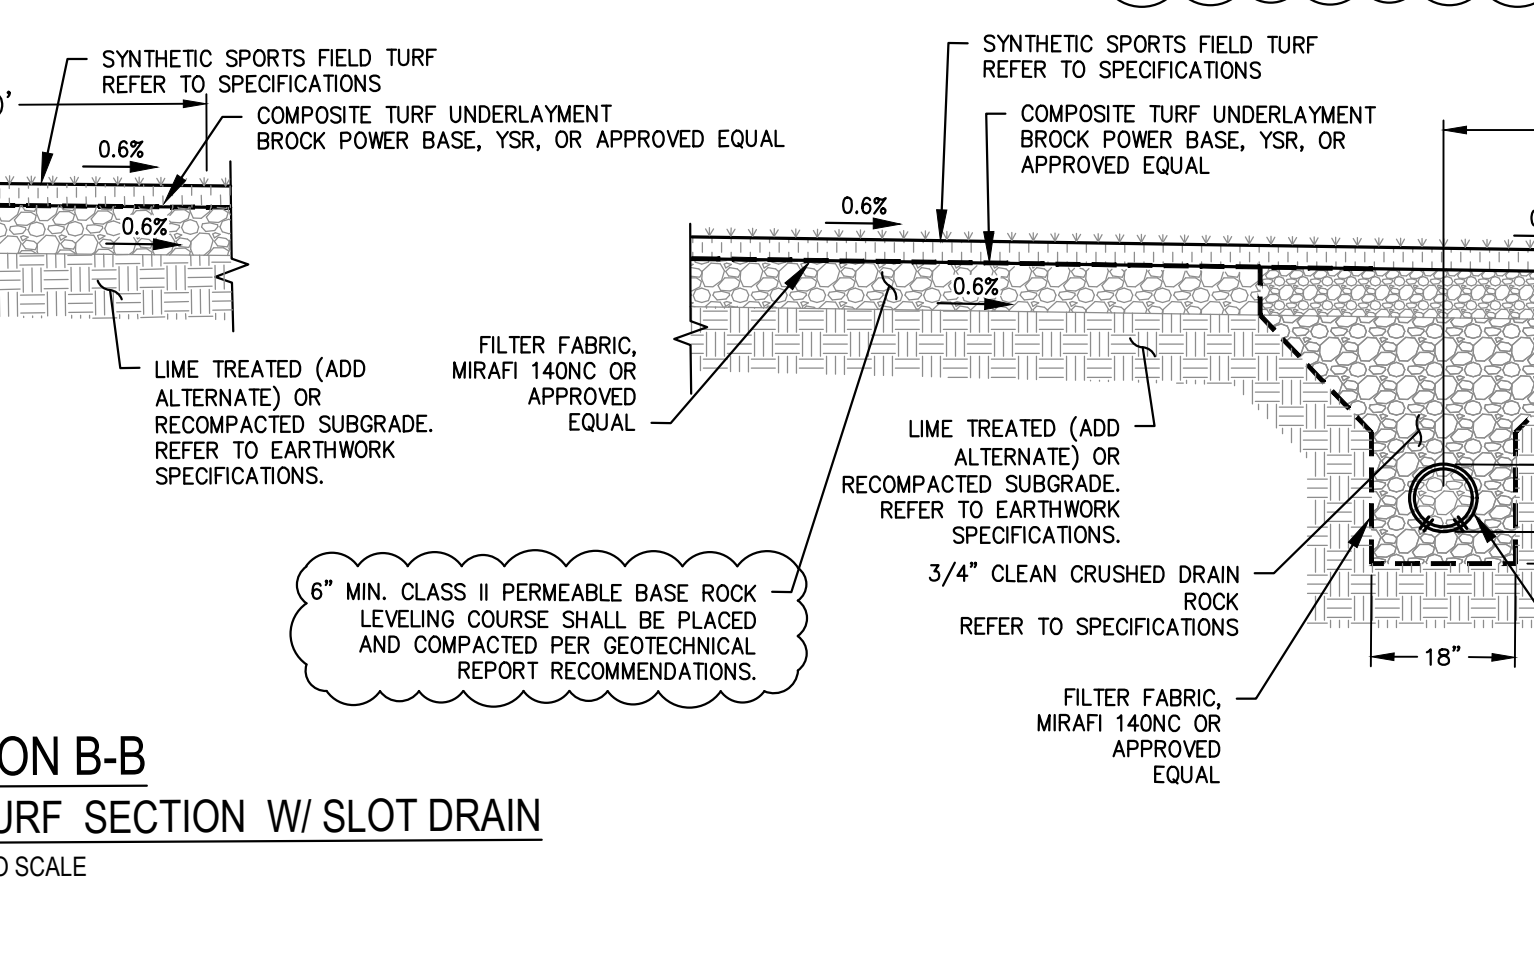 SYNTHETIC SPORTS FIELD TURF
REFER TO SPECIFICATIONS
COMPOSITE TURF UNDERLAYMENT
BROCK POWER BASE, YSR, OR APPROVED EQUAL
0.6%
0.6%
LIME TREATED (ADD
ALTERNATE) OR
RECOMPACTED SUBGRADE.
REFER TO EARTHWORK
SPECIFICATIONS.
SYNTHETIC SPORTS FIELD TURF
REFER TO SPECIFICATIONS
COMPOSITE TURF UNDERLAYMENT
BROCK POWER BASE, YSR, OR
APPROVED EQUAL
0.6%
0.6%
FILTER FABRIC,
MIRAFI 140NC OR
APPROVED
EQUAL
LIME TREATED (ADD
ALTERNATE) OR
RECOMPACTED SUBGRADE.
REFER TO EARTHWORK
SPECIFICATIONS.
6" MIN. CLASS II PERMEABLE BASE ROCK
LEVELING COURSE SHALL BE PLACED
AND COMPACTED PER GEOTECHNICAL
REPORT RECOMMENDATIONS.
3/4" CLEAN CRUSHED DRAIN
ROCK
REFER TO SPECIFICATIONS
18"
FILTER FABRIC,
MIRAFI 140NC OR
APPROVED
EQUAL
ON B-B
URF SECTION W/ SLOT DRAIN
O SCALE